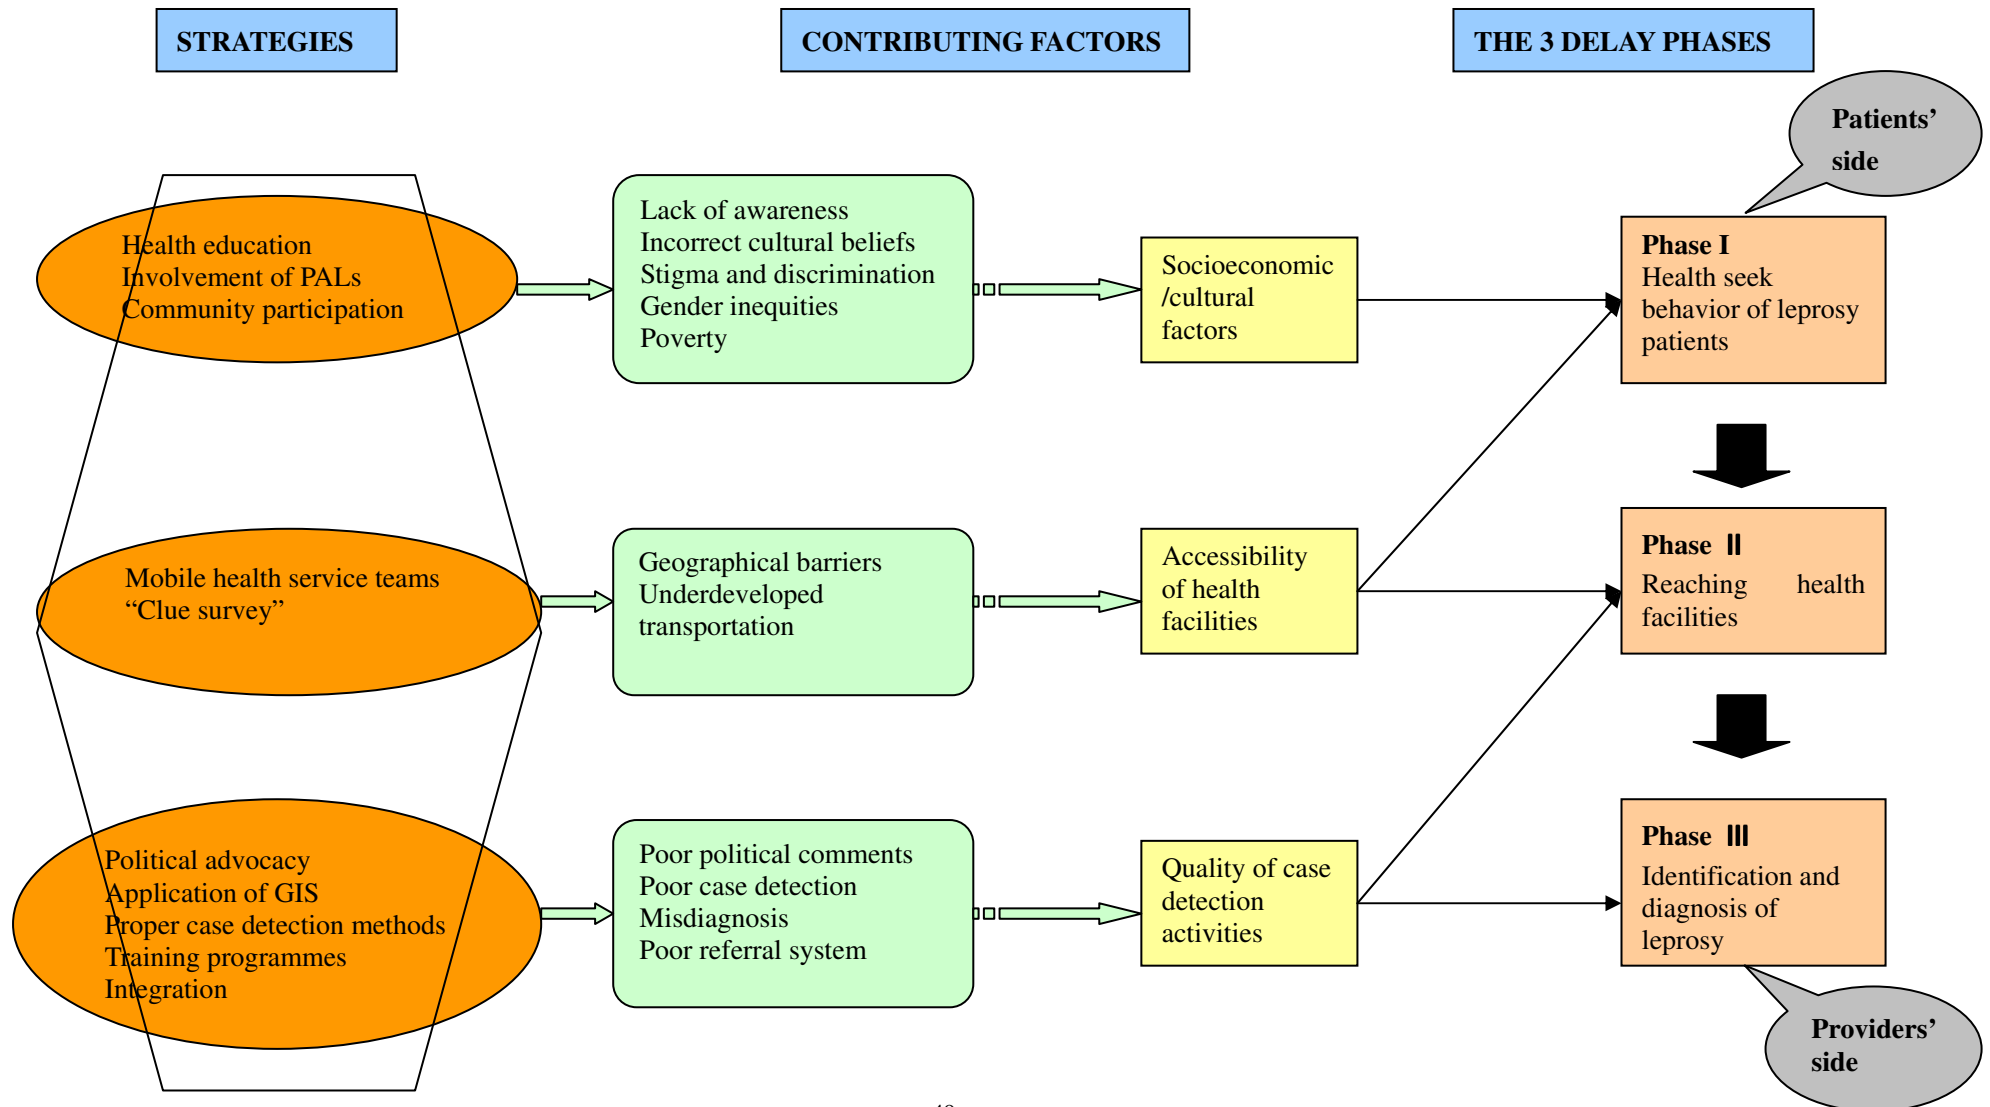 STRATEGIES
CONTRIBUTING FACTORS
THE 3 DELAY PHASES
Patients’
side
Health education
Involvement of PALs
Community participation
Lack of awareness
Incorrect cultural beliefs
Stigma and discrimination
Gender inequities
Poverty
Socioeconomic
/cultural
factors
Phase I
Health seek
behavior of leprosy
patients
Mobile health service teams
“Clue survey”
Geographical barriers
Underdeveloped
transportation
Accessibility
of health
facilities
Phase II
Reaching health
facilities
Political advocacy
Application of GIS
Proper case detection methods
Training programmes
Integration
Poor political comments
Poor case detection
Misdiagnosis
Poor referral system
Quality of case
detection
activities
Phase III
Identification and
diagnosis of
leprosy
Providers’
side